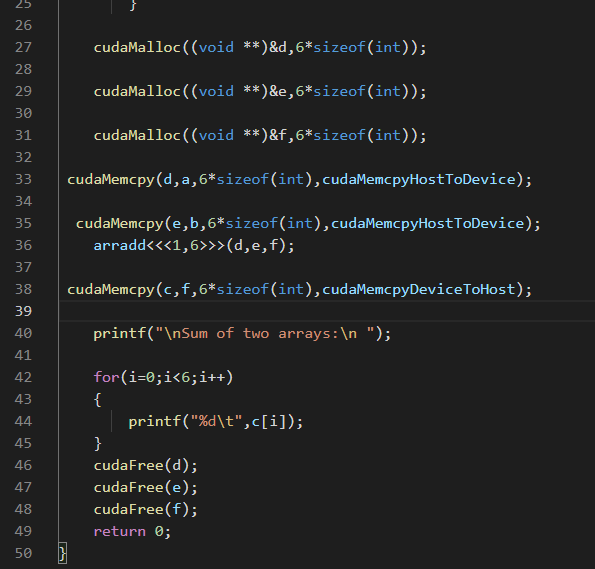 25 }
26
27 cudaMalloc((void **)&d,6*sizeof(int));
28
29 cudaMalloc((void **)&e,6*sizeof(int));
30
31 cudaMalloc((void **)&f,6*sizeof(int));
32
33 cudaMemcpy(d,a,6*sizeof(int),cudaMemcpyHostToDevice);
34
35 cudaMemcpy(e,b,6*sizeof(int),cudaMemcpyHostToDevice);
36 arradd<<<1,6>>>(d,e,f);
37
38 cudaMemcpy(c,f,6*sizeof(int),cudaMemcpyDeviceToHost);
39
40 printf("\nSum of two arrays:\n ");
41
42 for(i=0;i<6;i++)
43 {
44 printf("%d\t",c[i]);
45 }
46 cudaFree(d);
47 cudaFree(e);
48 cudaFree(f);
49 return 0;
50 }